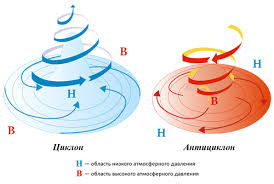 В
Н
В
Н
В
Н
Циклон
Антициклон
Н — область низкого атмосферного давления
В — область высокого атмосферного давления